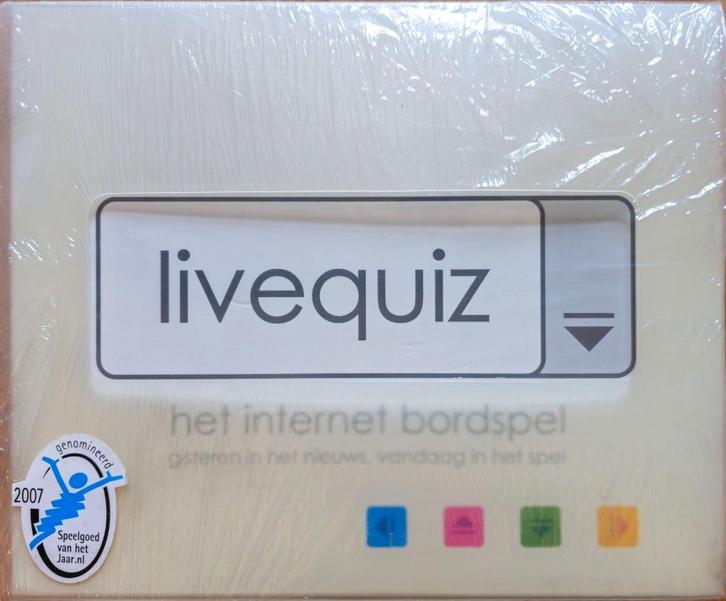 livequiz
het internet bordspel
gisteren in het nieuws, vandaag in het spel
genomineerd
2007
Speelgoed
van het
Jaar.nl